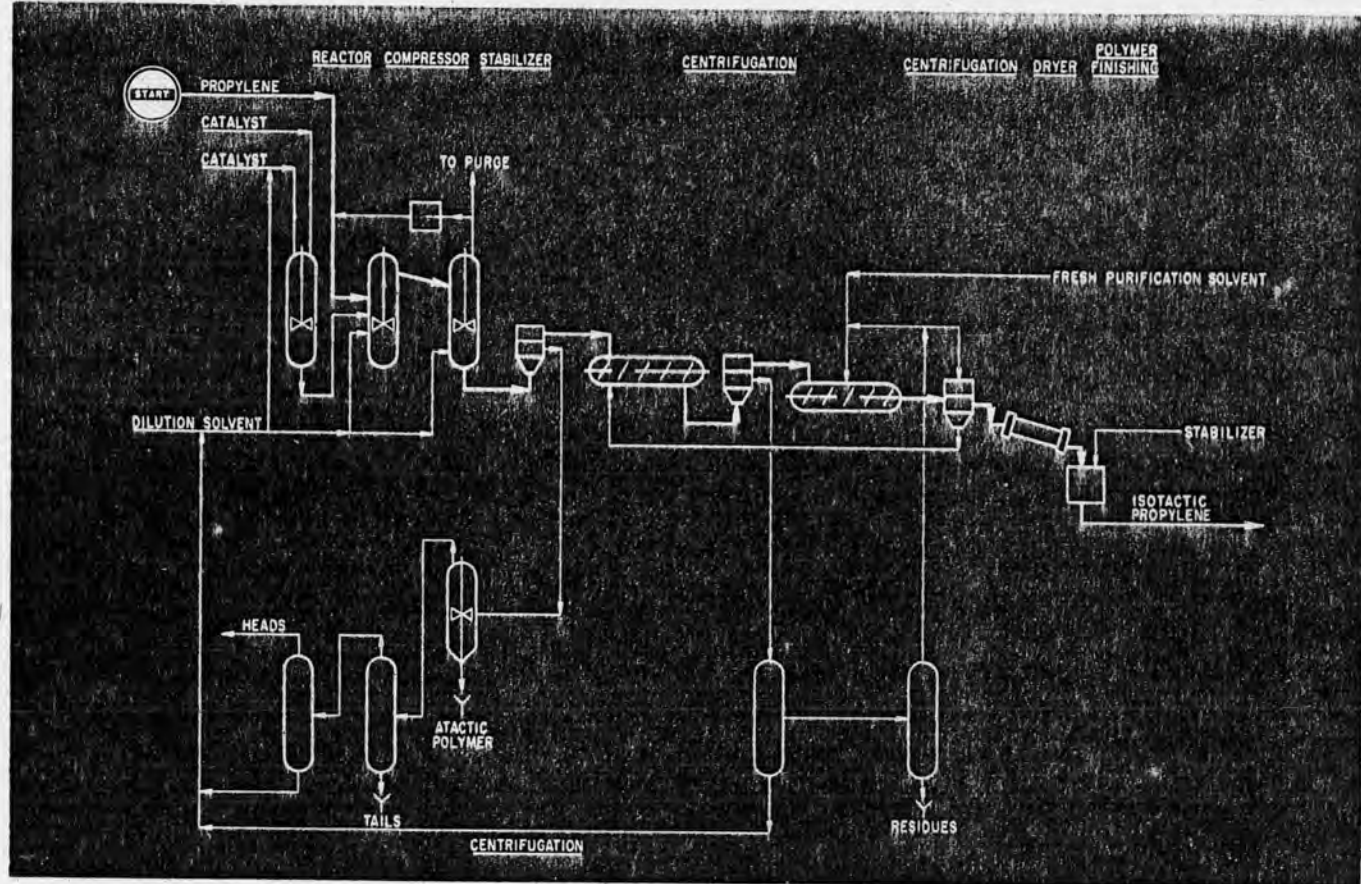 REACTOR COMPRESSOR STABILIZER
CENTRIFUGATION
CENTRIFUGATION DRYER POLYMER
FINISHING
START
PROPYLENE
CATALYST
CATALYST
TO PURGE
FRESH PURIFICATION SOLVENT
DILUTION SOLVENT
STABILIZER
ISOTACTIC
PROPYLENE
HEADS
ATACTIC
POLYMER
TAILS
RESIDUES
CENTRIFUGATION